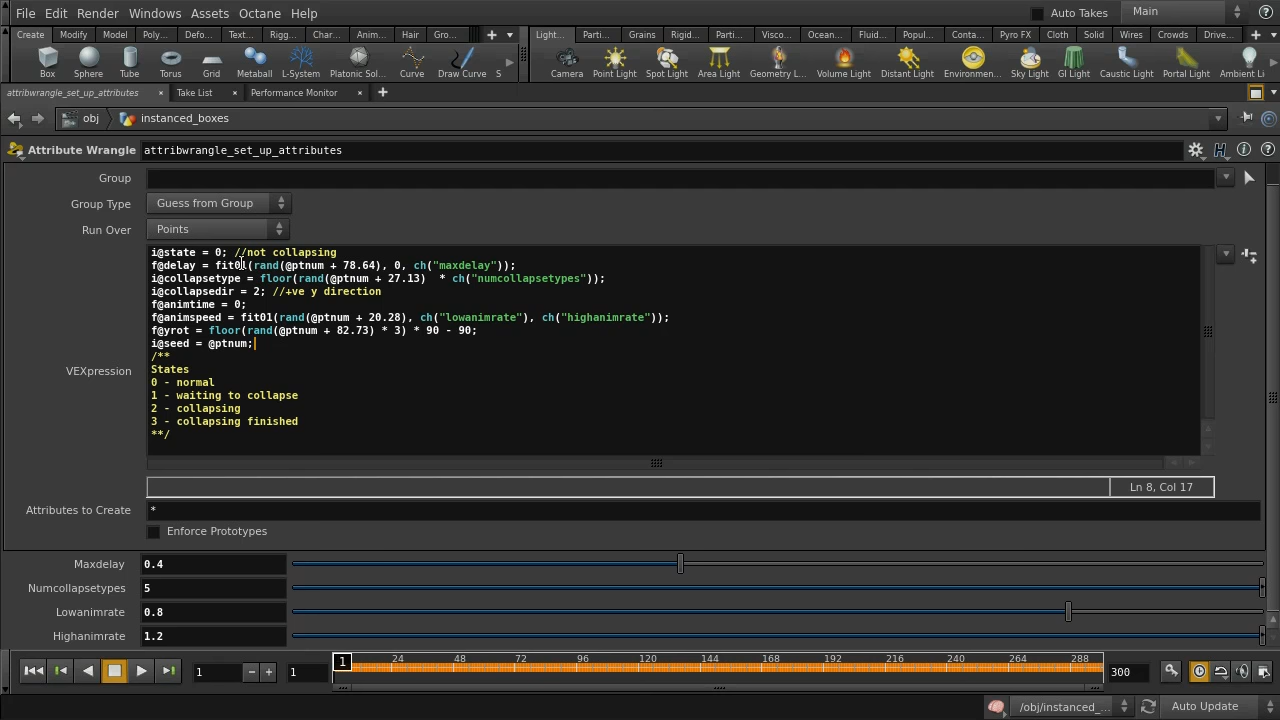 File Edit Render Windows Assets Octane Help Auto Takes Main
Create Modify Model Poly... Defo... Text... Rigg... Char... Anim... Hair Gro... Light... Parti... Grains Rigid... Parti... Visco... Ocean... Fluid... Popul... Conta... Pyro FX Cloth Solid Wires Crowds Drive...
Box Sphere Tube Torus Grid Metaball L-System Platonic Sol... Curve Draw Curve S Camera Point Light Spot Light Area Light Geometry L... Volume Light Distant Light Environmen... Sky Light GI Light Caustic Light Portal Light Ambient Li
attribwrangle_set_up_attributes × Take List × Performance Monitor ×
obj instanced_boxes
Attribute Wrangle attribwrangle_set_up_attributes
Group
Group Type Guess from Group
Run Over Points
i@state = 0; //not collapsing
f@delay = fit01(rand(@ptnum + 78.64), 0, ch("maxdelay"));
i@collapsetype = floor(rand(@ptnum + 27.13)  * ch("numcollapsetypes"));
i@collapsedir = 2; //+ve y direction
f@animtime = 0;
f@animspeed = fit01(rand(@ptnum + 20.28), ch("lowanimrate"), ch("highanimrate"));
f@yrot = floor(rand(@ptnum + 82.73) * 3) * 90 - 90;
i@seed = @ptnum;
/**
States
0 - normal
1 - waiting to collapse
2 - collapsing
3 - collapsing finished
**/
VEXpression
Ln 8, Col 17
Attributes to Create *
Enforce Prototypes
Maxdelay 0.4
Numcollapsetypes 5
Lowanimrate 0.8
Highanimrate 1.2
1 1 1 24 48 72 96 120 144 168 192 216 240 264 288 300
/obj/instanced_... Auto Update